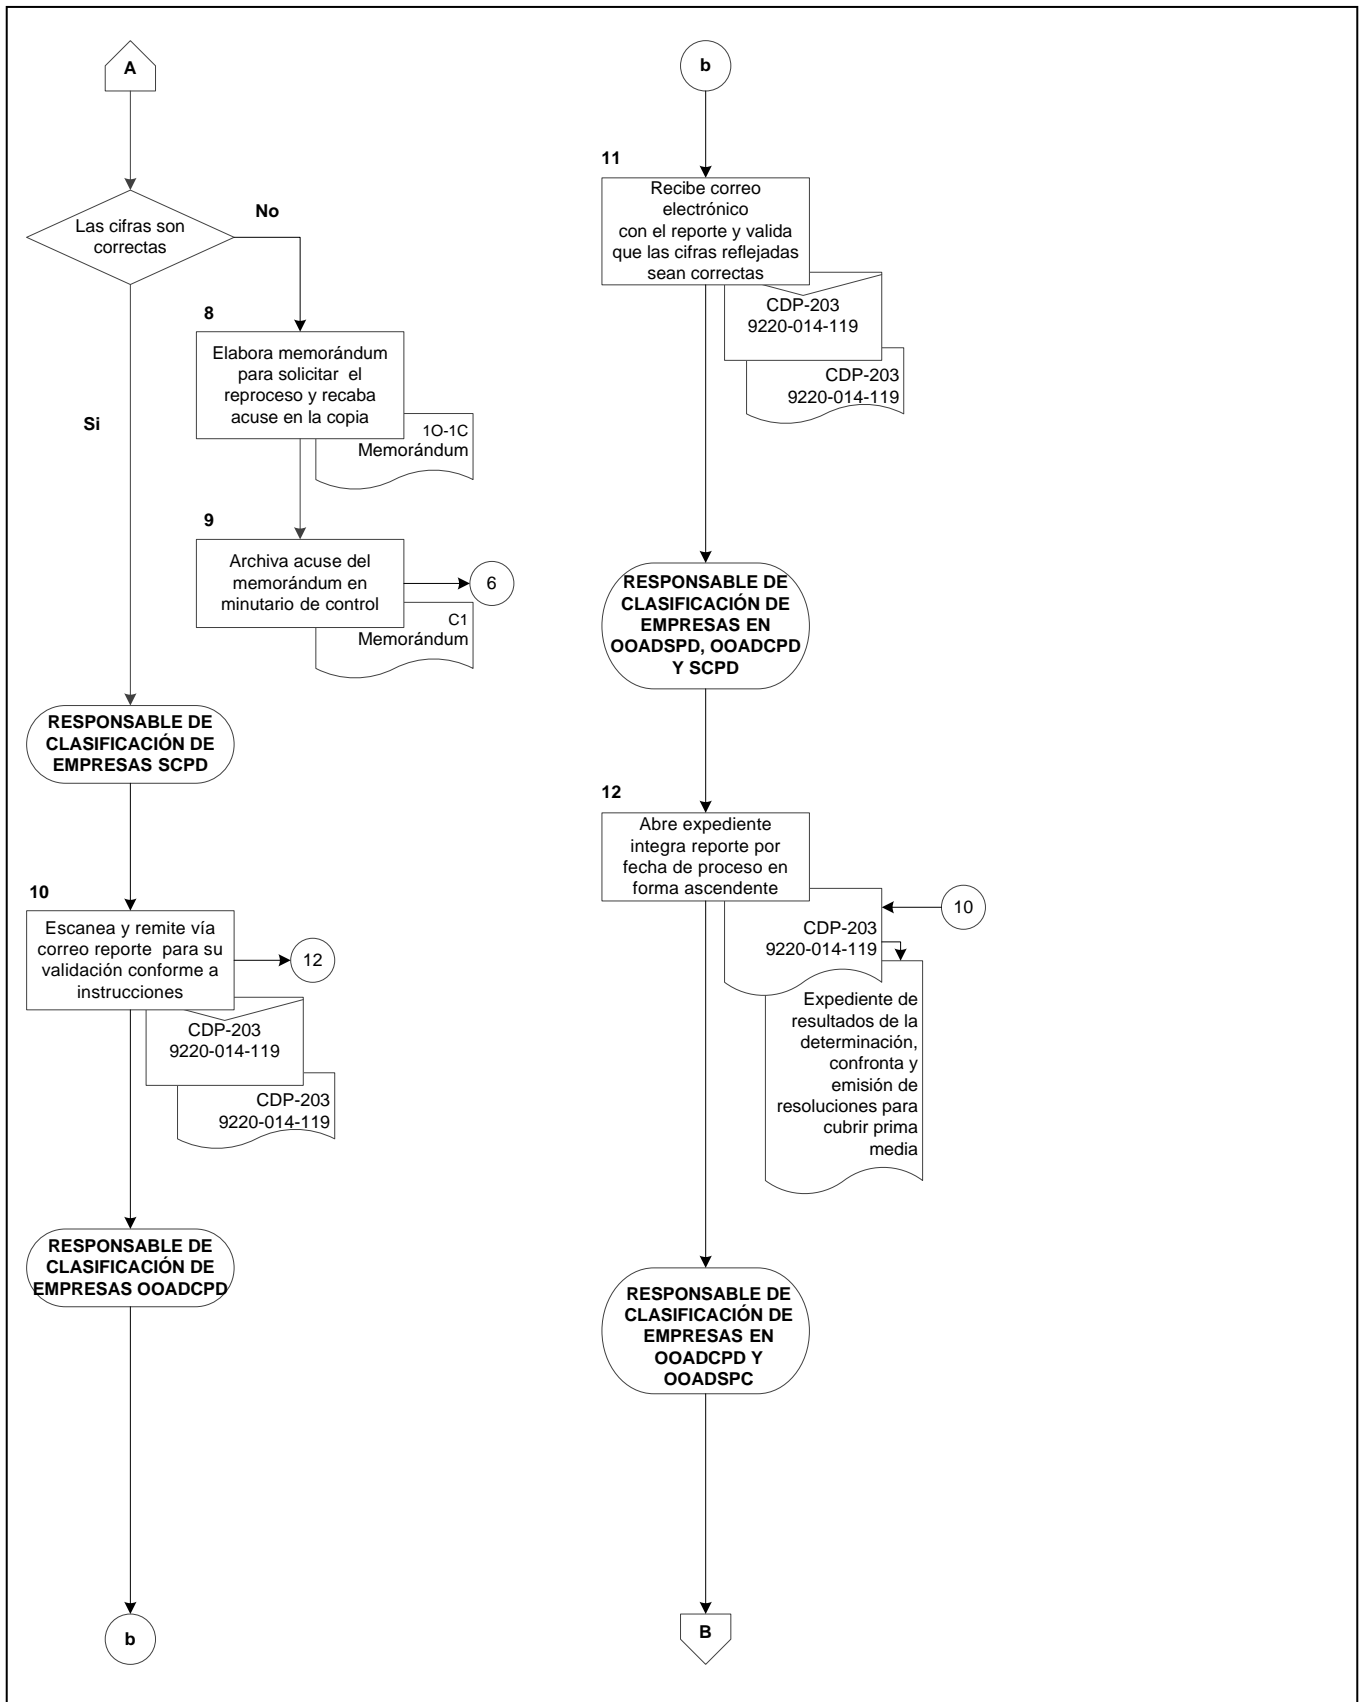 A
Las cifras son
correctas
No
Si
8
Elabora memorándum
para solicitar el
reproceso y recaba
acuse en la copia
1O-1C
Memorándum
9
Archiva acuse del
memorándum en
minutario de control
6
C1
Memorándum
RESPONSABLE DE
CLASIFICACIÓN DE
EMPRESAS SCPD
10
Escanea y remite vía
correo reporte para su
validación conforme a
instrucciones
12
CDP-203
9220-014-119
CDP-203
9220-014-119
RESPONSABLE DE
CLASIFICACIÓN DE
EMPRESAS OOADCPD
b
b
11
Recibe correo
electrónico
con el reporte y valida
que las cifras reflejadas
sean correctas
CDP-203
9220-014-119
CDP-203
9220-014-119
RESPONSABLE DE
CLASIFICACIÓN DE
EMPRESAS EN
OOADSPD, OOADCPD
Y SCPD
12
Abre expediente
integra reporte por
fecha de proceso en
forma ascendente
10
CDP-203
9220-014-119
Expediente de
resultados de la
determinación,
confronta y
emisión de
resoluciones para
cubrir prima
media
RESPONSABLE DE
CLASIFICACIÓN DE
EMPRESAS EN
OOADCPD Y
OOADSPC
B